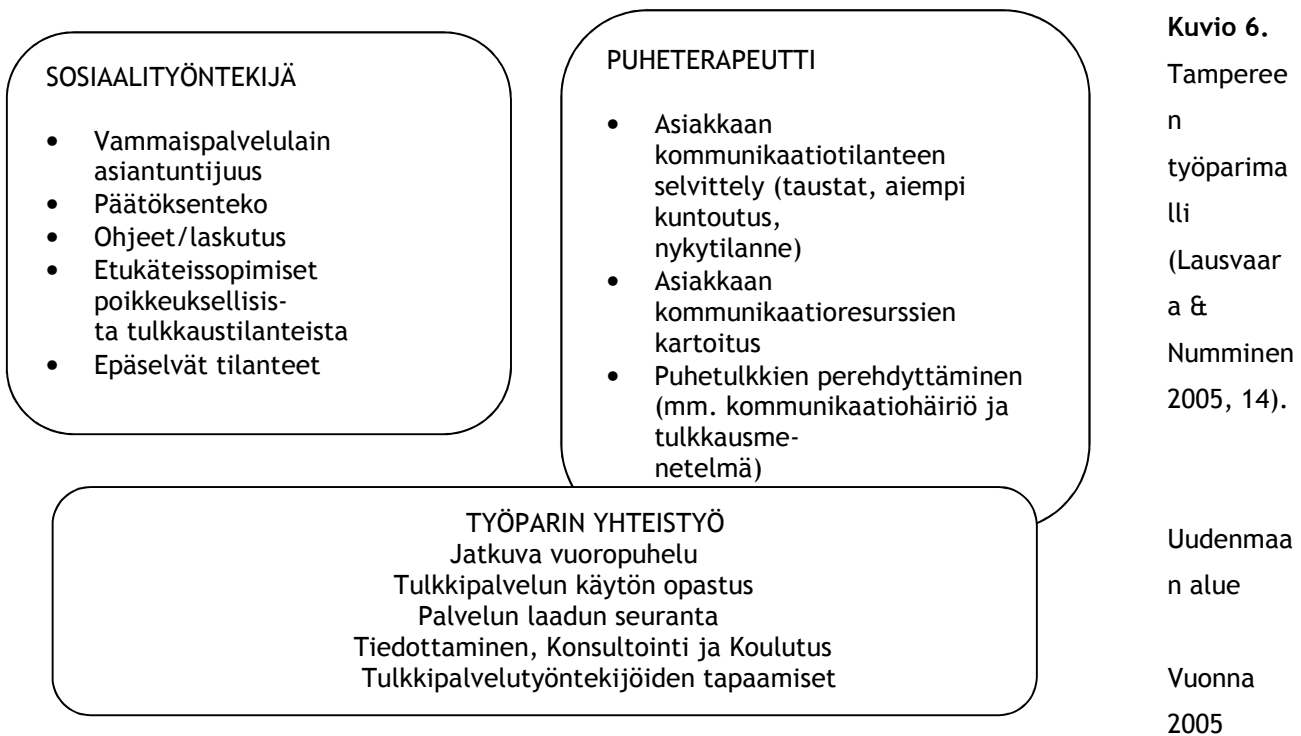 SOSIAALITYÖNTEKIJÄ
• Vammaispalvelulain
asiantuntijuus
• Päätöksenteko
• Ohjeet/laskutus
• Etukäteissopimiset
poikkeuksellisis-
ta tulkkaustilanteista
• Epäselvät tilanteet
PUHETERAPEUTTI
• Asiakkaan
kommunikaatiotilanteen
selvittely (taustat, aiempi
kuntoutus,
nykytilanne)
• Asiakkaan
kommunikaatioresurssien
kartoitus
• Puhetulkkien perehdyttäminen
(mm. kommunikaatiohäiriö ja
tulkkausme-
netelmä)
TYÖPARIN YHTEISTYÖ
Jatkuva vuoropuhelu
Tulkkipalvelun käytön opastus
Palvelun laadun seuranta
Tiedottaminen, Konsultointi ja Koulutus
Tulkkipalvelutyöntekijöiden tapaamiset
Kuvio 6.
Tamperee
n
työparima
lli
(Lausvaar
a &
Numminen
2005, 14).
Uudenmaa
n alue
Vuonna
2005